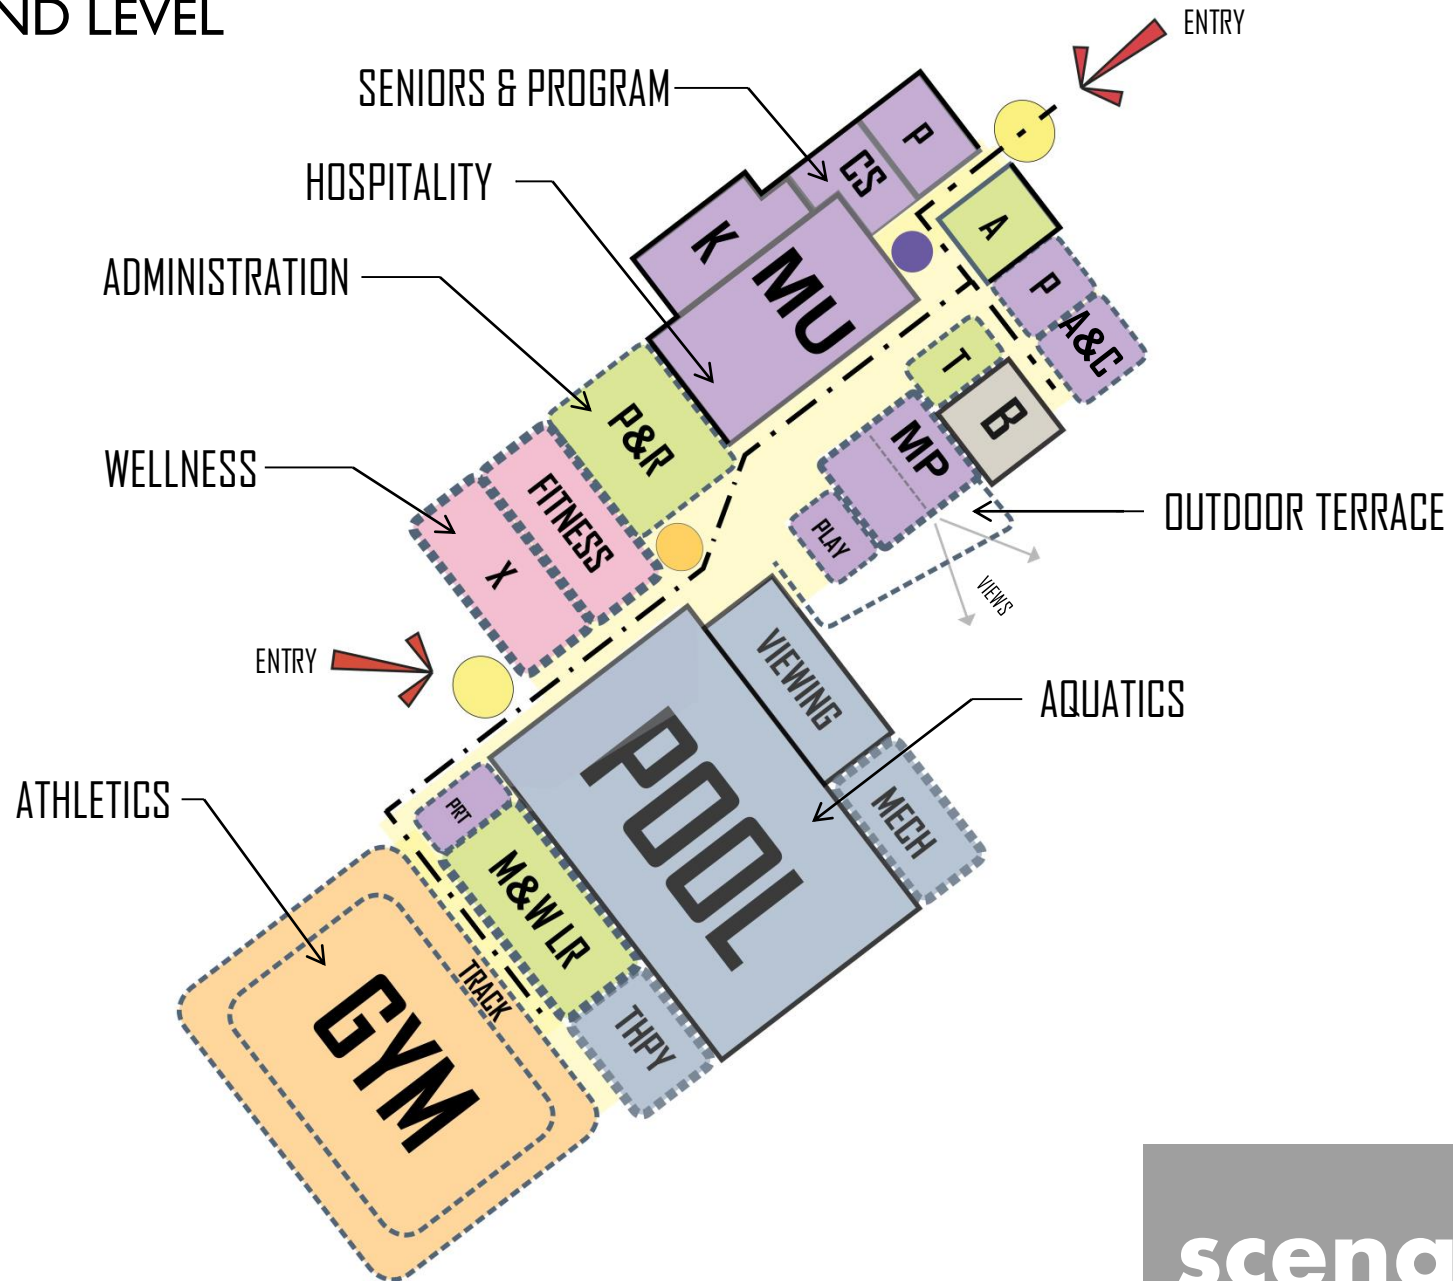 ND LEVEL
ENTRY
SENIORS & PROGRAM
P
CS
HOSPITALITY
K
A
MU
ADMINISTRATION
P
A&C
T
P&R
B
MP
WELLNESS
FITNESS
OUTDOOR TERRACE
PLAY
X
VIEWS
ENTRY
VIEWING
AQUATICS
POOL
ATHLETICS
PRT
MECH
M&W LR
TRACK
GYM
THPY
scena